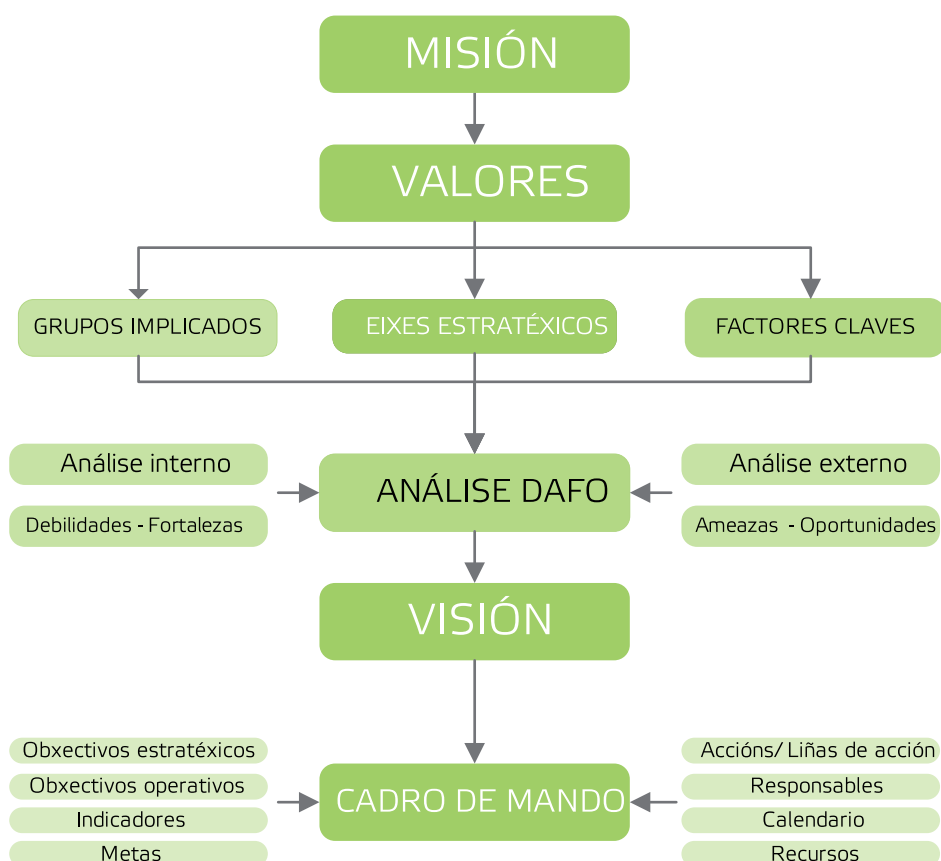 MISIÓN
VALORES
GRUPOS IMPLICADOS
EIXES ESTRATÉXICOS
FACTORES CLAVES
Análise interno
Debilidades - Fortalezas
ANÁLISE DAFO
Análise externo
Ameazas - Oportunidades
VISIÓN
Obxectivos estratéxicos
Obxectivos operativos
Indicadores
Metas
CADRO DE MANDO
Accións/ Liñas de acción
Responsables
Calendario
Recursos